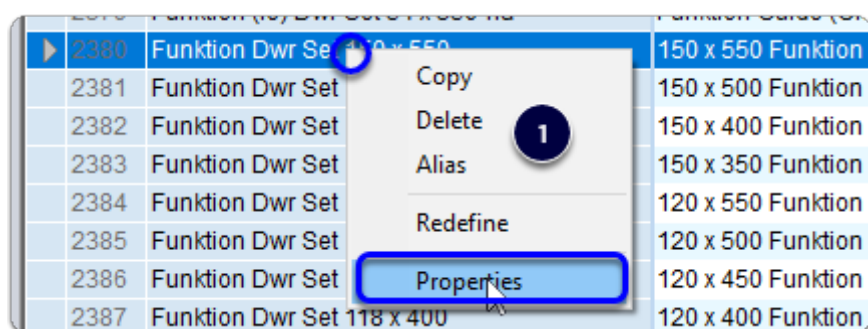 2380 Funktion Dwr Set 150 x 550 150 x 550 Funktion
2381 Funktion Dwr Set 150 x 500 Funktion
2382 Funktion Dwr Set 150 x 400 Funktion
2383 Funktion Dwr Set 150 x 350 Funktion
2384 Funktion Dwr Set 120 x 550 Funktion
2385 Funktion Dwr Set 120 x 500 Funktion
2386 Funktion Dwr Set 120 x 450 Funktion
2387 Funktion Dwr Set 118 x 400 120 x 400 Funktion
Copy
Delete
1
Alias
Redefine
Properties